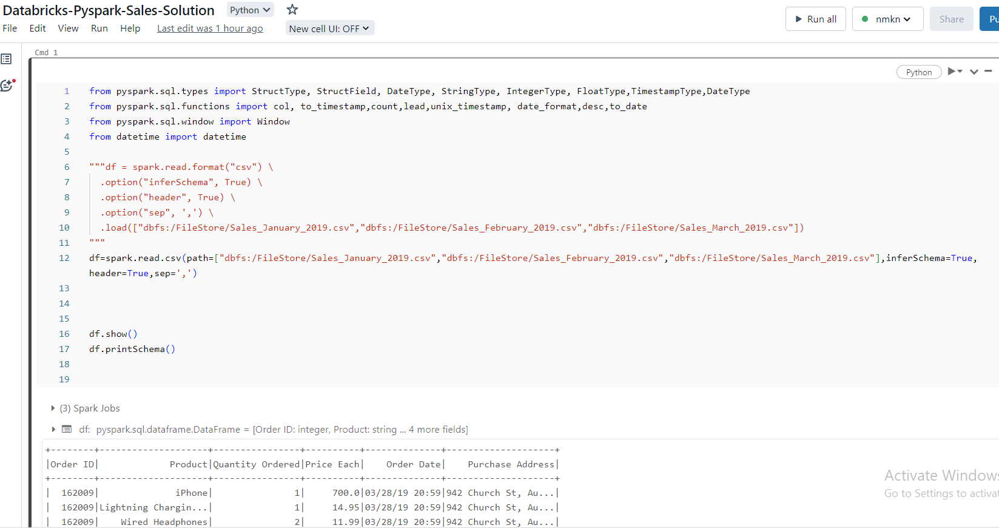 Databricks-Pyspark-Sales-Solution Python
File Edit View Run Help Last edit was 1 hour ago New cell UI: OFF
Run all nmkn Share Pu
Cmd 1
Python
1 from pyspark.sql.types import StructType, StructField, DateType, StringType, IntegerType, FloatType,TimestampType,DateType
2 from pyspark.sql.functions import col, to_timestamp,count,lead,unix_timestamp, date_format,desc,to_date
3 from pyspark.sql.window import Window
4 from datetime import datetime
5
6 """df = spark.read.format("csv") \
7 .option("inferSchema", True) \
8 .option("header", True) \
9 .option("sep", ',') \
10 .load(["dbfs:/FileStore/Sales_January_2019.csv","dbfs:/FileStore/Sales_February_2019.csv","dbfs:/FileStore/Sales_March_2019.csv"])
11 """
12 df=spark.read.csv(path=["dbfs:/FileStore/Sales_January_2019.csv","dbfs:/FileStore/Sales_February_2019.csv","dbfs:/FileStore/Sales_March_2019.csv"],inferSchema=True,
header=True,sep=',')
13
14
15
16 df.show()
17 df.printSchema()
18
19
(3) Spark Jobs
df: pyspark.sql.dataframe.DataFrame = [Order ID: integer, Product: string ... 4 more fields]
+--------+--------------------+----------------+----------+--------------+--------------------+
|Order ID|             Product|Quantity Ordered|Price Each|    Order Date|    Purchase Address|
+--------+--------------------+----------------+----------+--------------+--------------------+
|  162009|              iPhone|               1|     700.0|03/28/19 20:59|942 Church St, Au...|
|  162009|Lightning Chargin...|               1|     14.95|03/28/19 20:59|942 Church St, Au...|
|  162009|    Wired Headphones|               2|     11.99|03/28/19 20:59|942 Church St, Au...|
Activate Windows
Go to Settings to activat